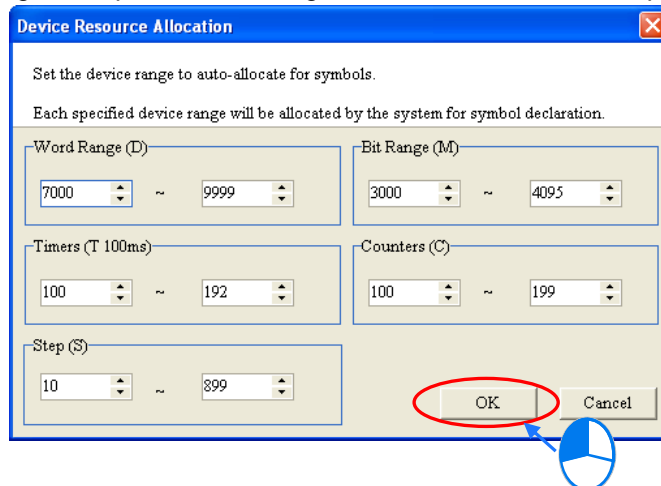 Device Resource Allocation
Set the device range to auto-allocate for symbols.
Each specified device range will be allocated by the system for symbol declaration.
Word Range (D)
7000 ~ 9999
Bit Range (M)
3000 ~ 4095
Timers (T 100ms)
100 ~ 192
Counters (C)
100 ~ 199
Step (S)
10 ~ 899
OK
Cancel